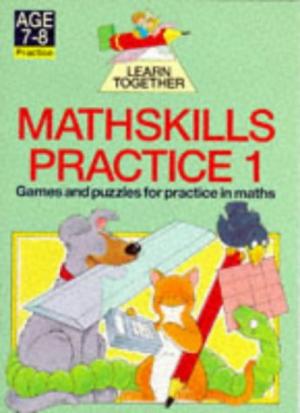 AGE
7-8
Practice
LEARN
TOGETHER
MATHSKILLS
PRACTICE 1
Games and puzzles for practice in maths